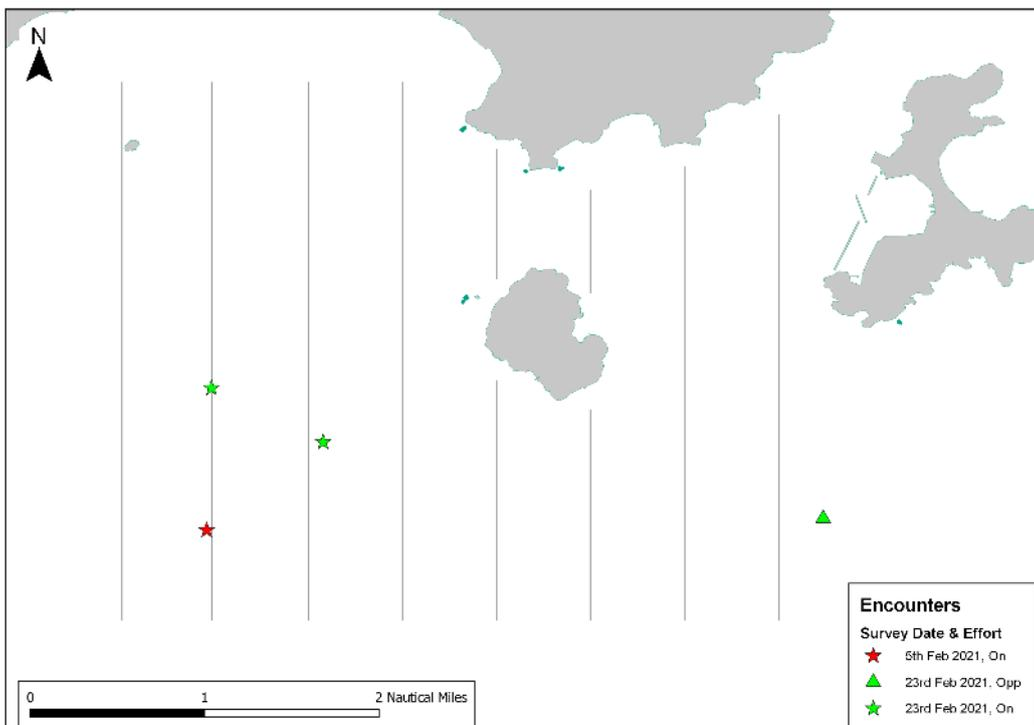 N
Encounters
Survey Date & Effort
5th Feb 2021, On
23rd Feb 2021, Opp
23rd Feb 2021, On
0 1 2 Nautical Miles